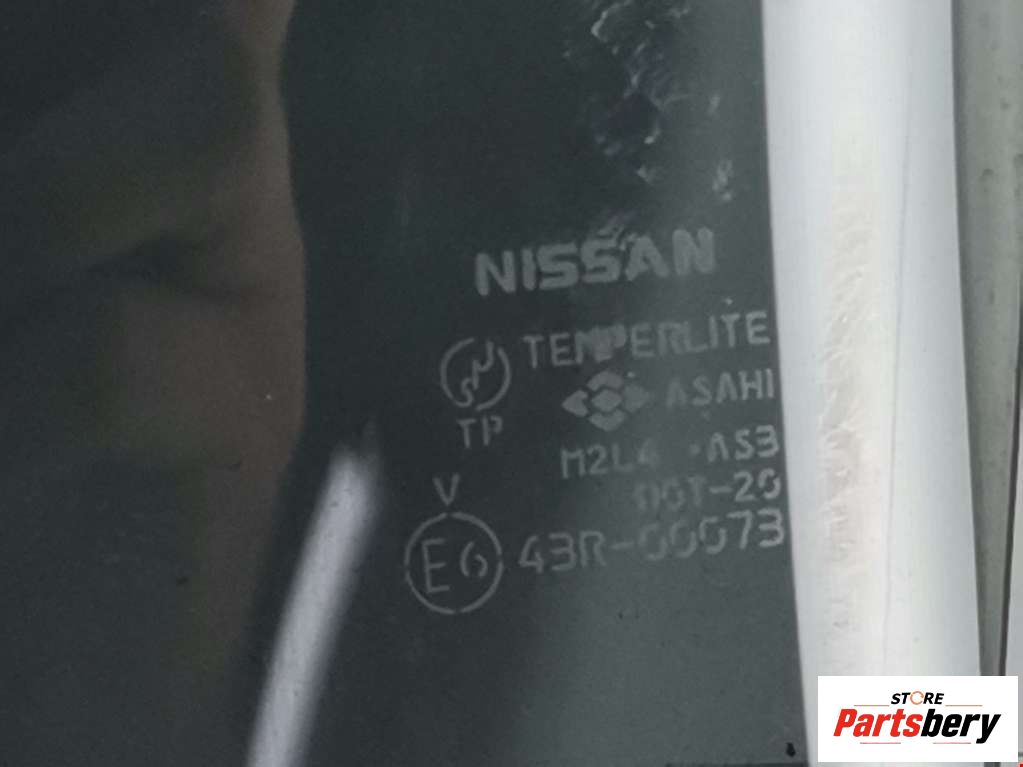 NISSAN
TEMPERLITE
ASAHI
TP
M2L4 ·AS3
DOT-20
V
E6 43R-00073
STORE
Partsbery